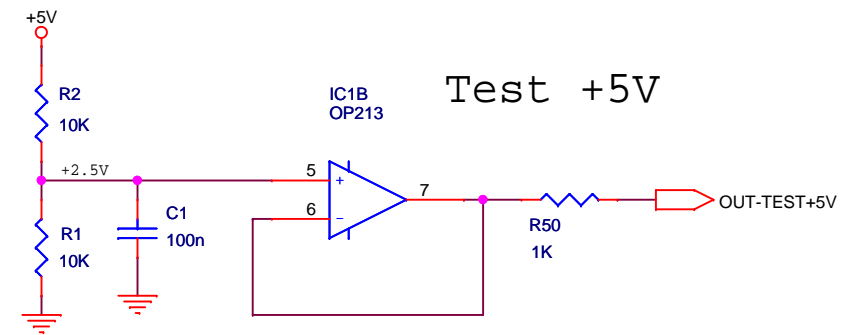 +5V
R2
10K
+2.5V
R1
10K
C1
100n
IC1B
OP213
5
+
6
-
7
Test +5V
R50
1K
OUT-TEST+5V